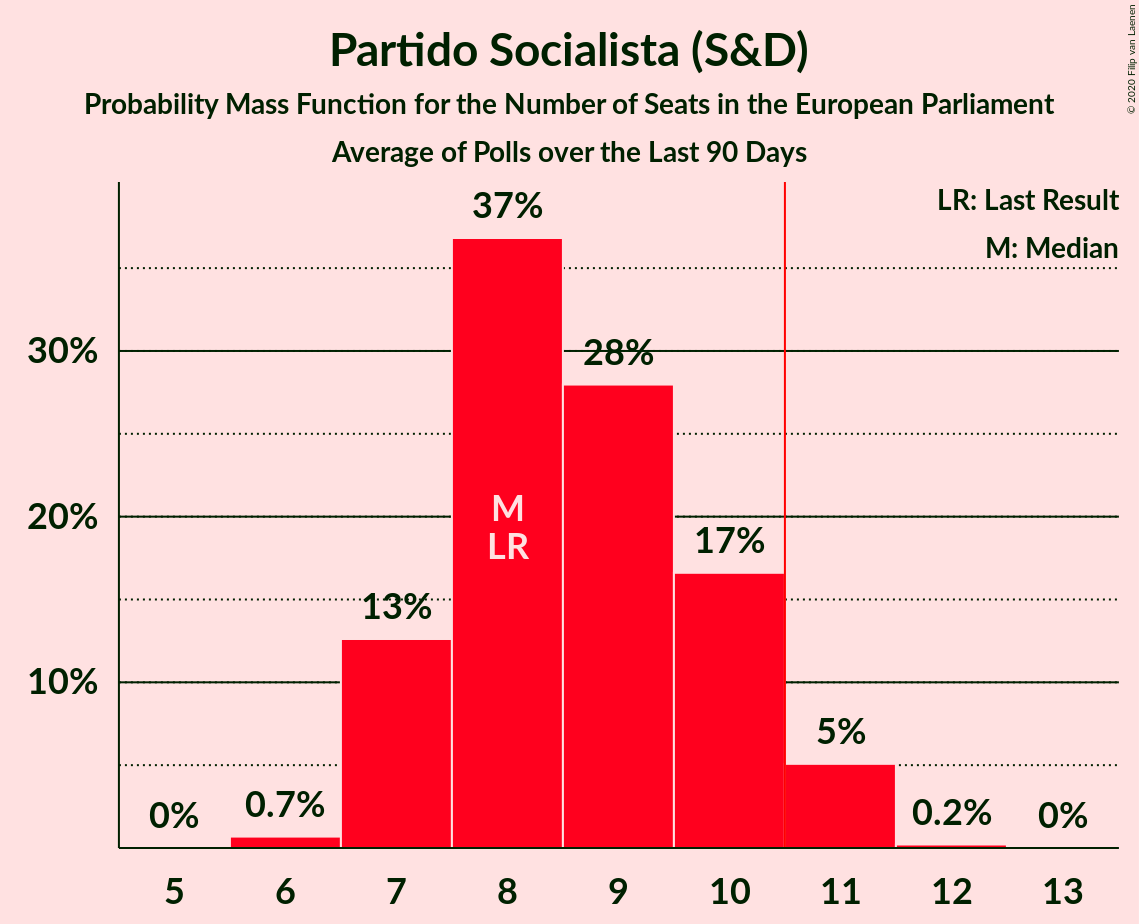 Partido Socialista (S&D)
Probability Mass Function for the Number of Seats in the European Parliament
Average of Polls over the Last 90 Days
© 2020 Filip van Laenen
LR: Last Result
M: Median
37%
30%
28%
20%
M
LR
17%
13%
10%
5%
0%
0.7%
0.2%
0%
5 6 7 8 9 10 11 12 13